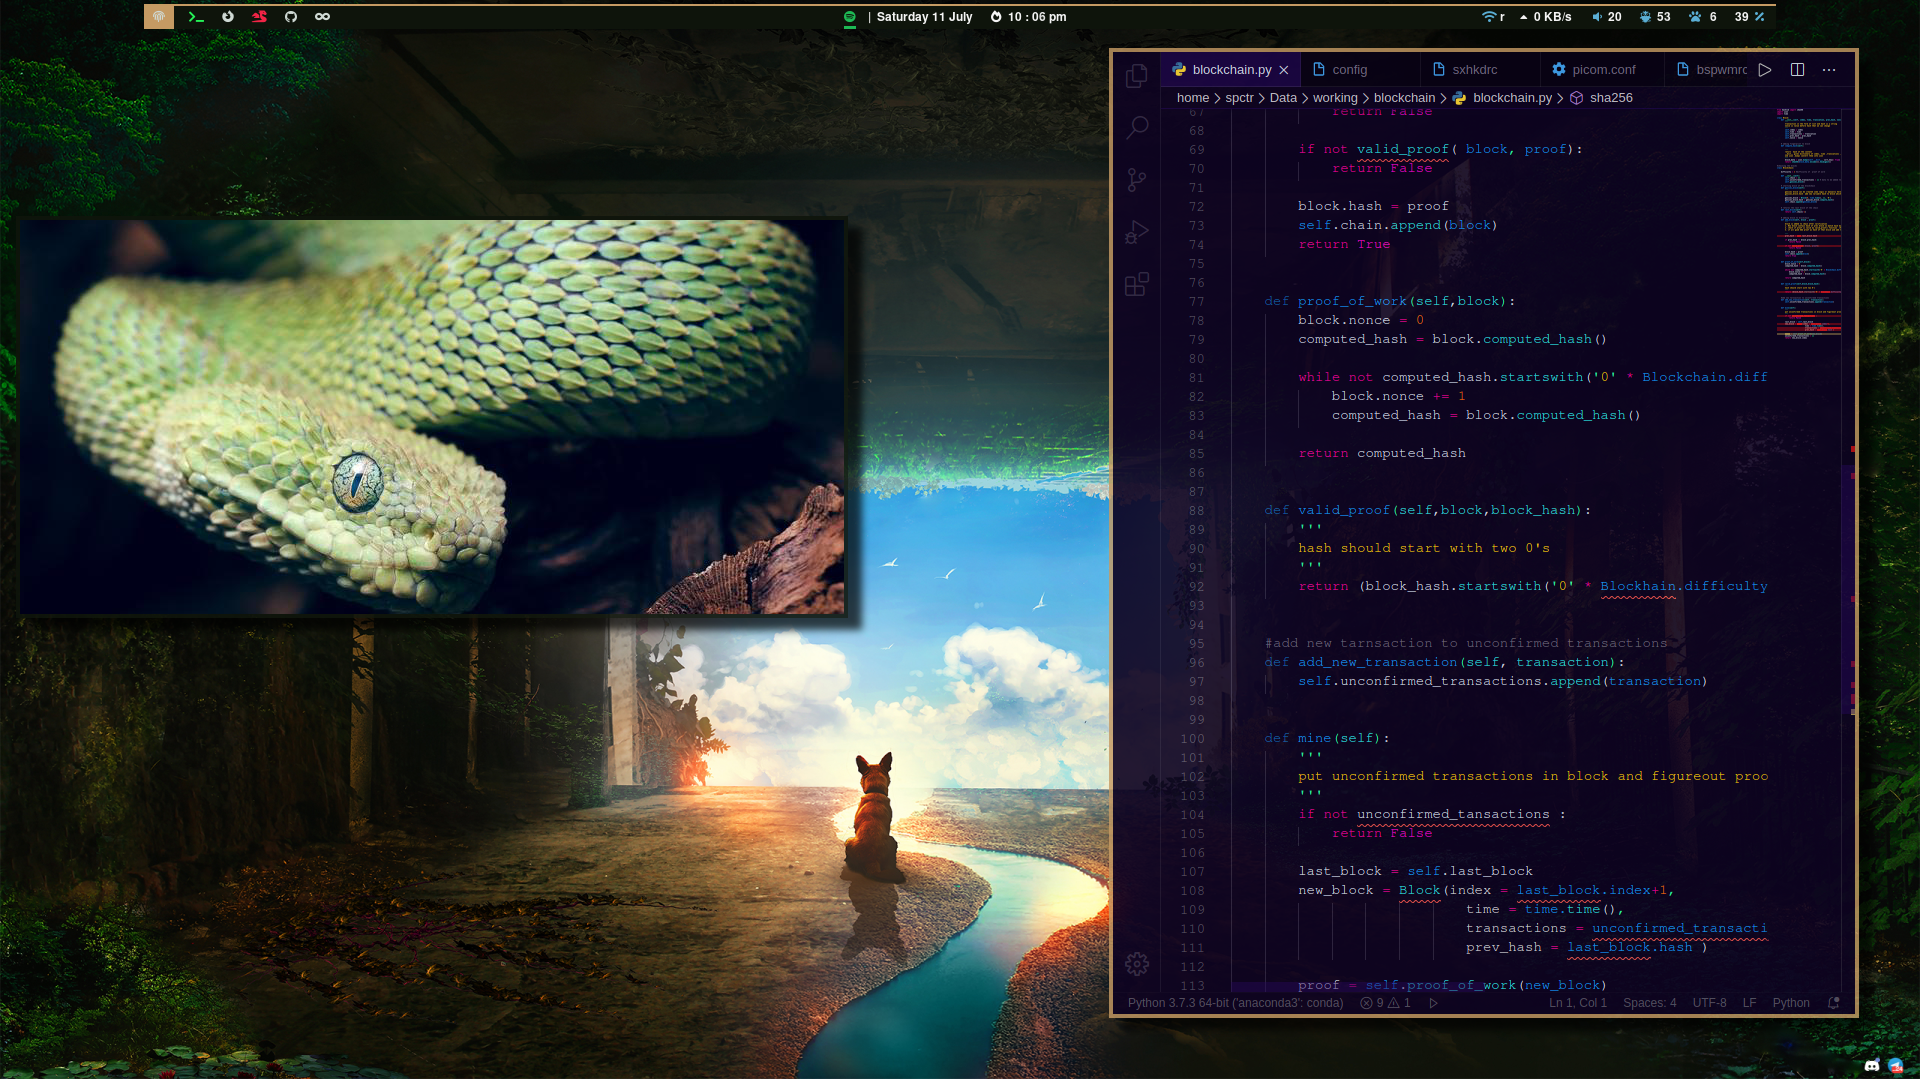 | Saturday 11 July 10 : 06 pm
r 0 KB/s 20 53 6 39 %
blockchain.py config sxhkdrc picom.conf bspwmrc
home > spctr > Data > working > blockchain > blockchain.py > sha256
67 return False
68
69 if not valid_proof( block, proof):
70 return False
71
72 block.hash = proof
73 self.chain.append(block)
74 return True
75
76
77 def proof_of_work(self,block):
78 block.nonce = 0
79 computed_hash = block.computed_hash()
80
81 while not computed_hash.startswith('0' * Blockchain.diff
82 block.nonce += 1
83 computed_hash = block.computed_hash()
84
85 return computed_hash
86
87
88 def valid_proof(self,block,block_hash):
89 '''
90 hash should start with two 0's
91 '''
92 return (block_hash.startswith('0' * Blockhain.difficulty
93
94
95 #add new tarnsaction to unconfirmed transactions
96 def add_new_transaction(self, transaction):
97 self.unconfirmed_transactions.append(transaction)
98
99
100 def mine(self):
101 '''
102 put unconfirmed transactions in block and figureout proo
103 '''
104 if not unconfirmed_tansactions :
105 return False
106
107 last_block = self.last_block
108 new_block = Block(index = last_block.index+1,
109 time = time.time(),
110 transactions = unconfirmed_transacti
111 prev_hash = last_block.hash )
112
113 proof = self.proof_of_work(new_block)
Python 3.7.3 64-bit ('anaconda3': conda) 9 1 Ln 1, Col 1 Spaces: 4 UTF-8 LF Python